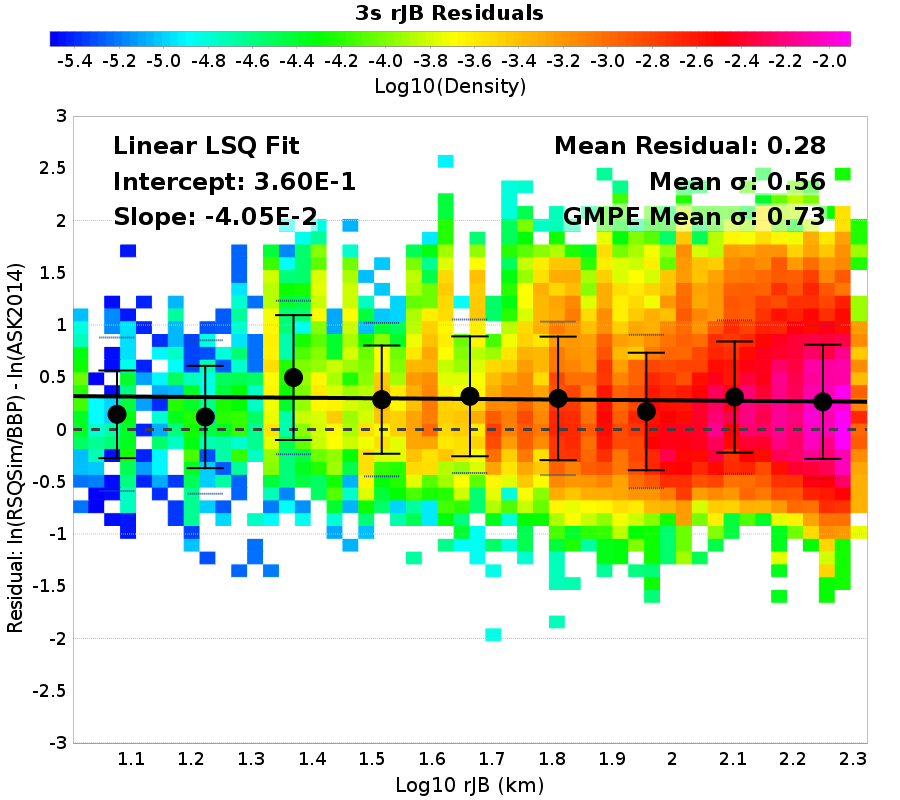 3s rJB Residuals
-5.4 -5.2 -5.0 -4.8 -4.6 -4.4 -4.2 -4.0 -3.8 -3.6 -3.4 -3.2 -3.0 -2.8 -2.6 -2.4 -2.2 -2.0
Log10(Density)
Linear LSQ Fit
Intercept: 3.60E-1
Slope: -4.05E-2
Mean Residual: 0.28
Mean σ: 0.56
GMPE Mean σ: 0.73
Residual: ln(RSQSim/BBP) - ln(ASK2014)
3
2.5
2
1.5
1
0.5
0
-0.5
-1
-1.5
-2
-2.5
-3
1.1 1.2 1.3 1.4 1.5 1.6 1.7 1.8 1.9 2 2.1 2.2 2.3
Log10 rJB (km)